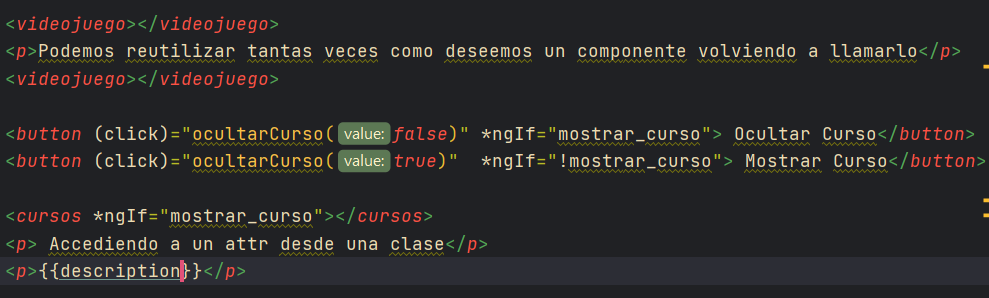 <videojuego></videojuego>
<p>Podemos reutilizar tantas veces como deseemos un componente volviendo a llamarlo</p>
<videojuego></videojuego>
<button (click)="ocultarCurso( value: false)" *ngIf="mostrar_curso"> Ocultar Curso</button>
<button (click)="ocultarCurso( value: true)"  *ngIf="!mostrar_curso"> Mostrar Curso</button>
<cursos *ngIf="mostrar_curso"></cursos>
<p> Accediendo a un attr desde una clase</p>
<p>{{description}}</p>